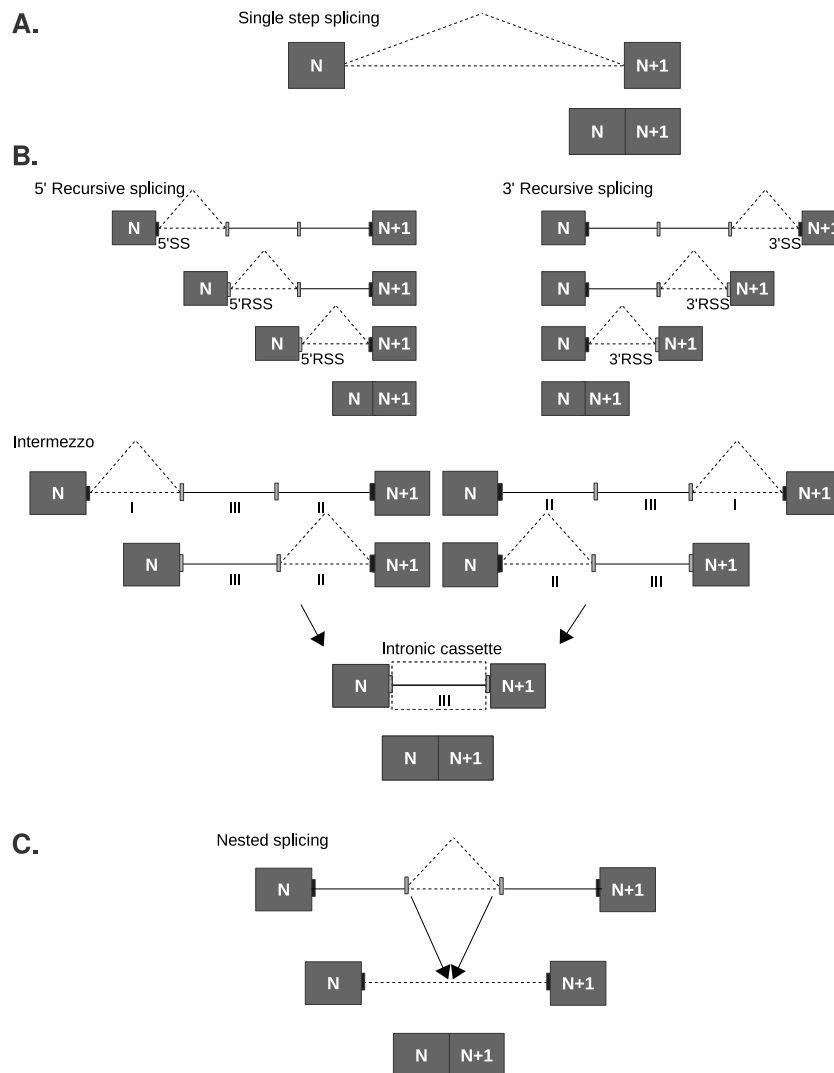 A.
Single step splicing
N
N+1
N N+1
B.
5' Recursive splicing
N
5'SS
N+1
N
5'RSS
N+1
N
5'RSS
N+1
N N+1
3' Recursive splicing
N
3'SS
N+1
N
3'RSS
N+1
N
3'RSS
N+1
N N+1
Intermezzo
N
I
III
II
N+1
N
II
III
I
N+1
N
III
II
N+1
N
II
III
N+1
Intronic cassette
N
III
N+1
N N+1
C.
Nested splicing
N
N+1
N
N+1
N N+1